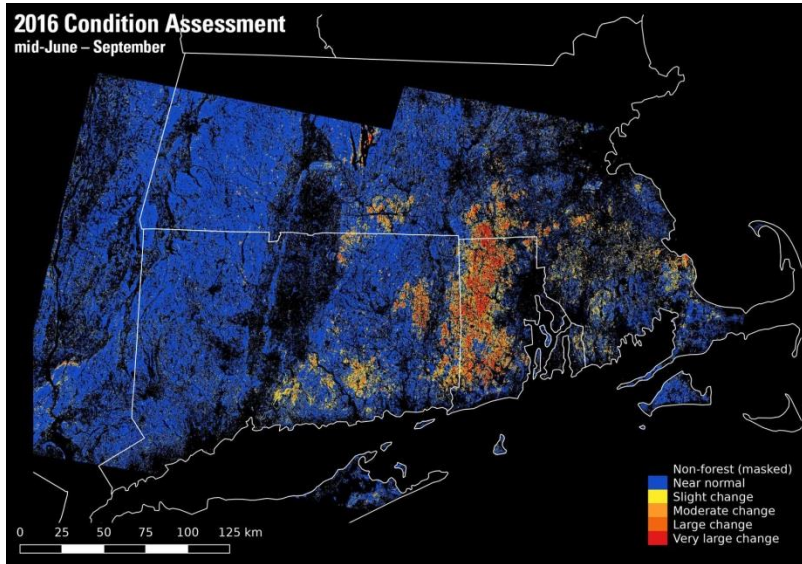 2016 Condition Assessment
mid-June – September
Non-forest (masked)
Near normal
Slight change
Moderate change
Large change
Very large change
0 25 50 75 100 125 km